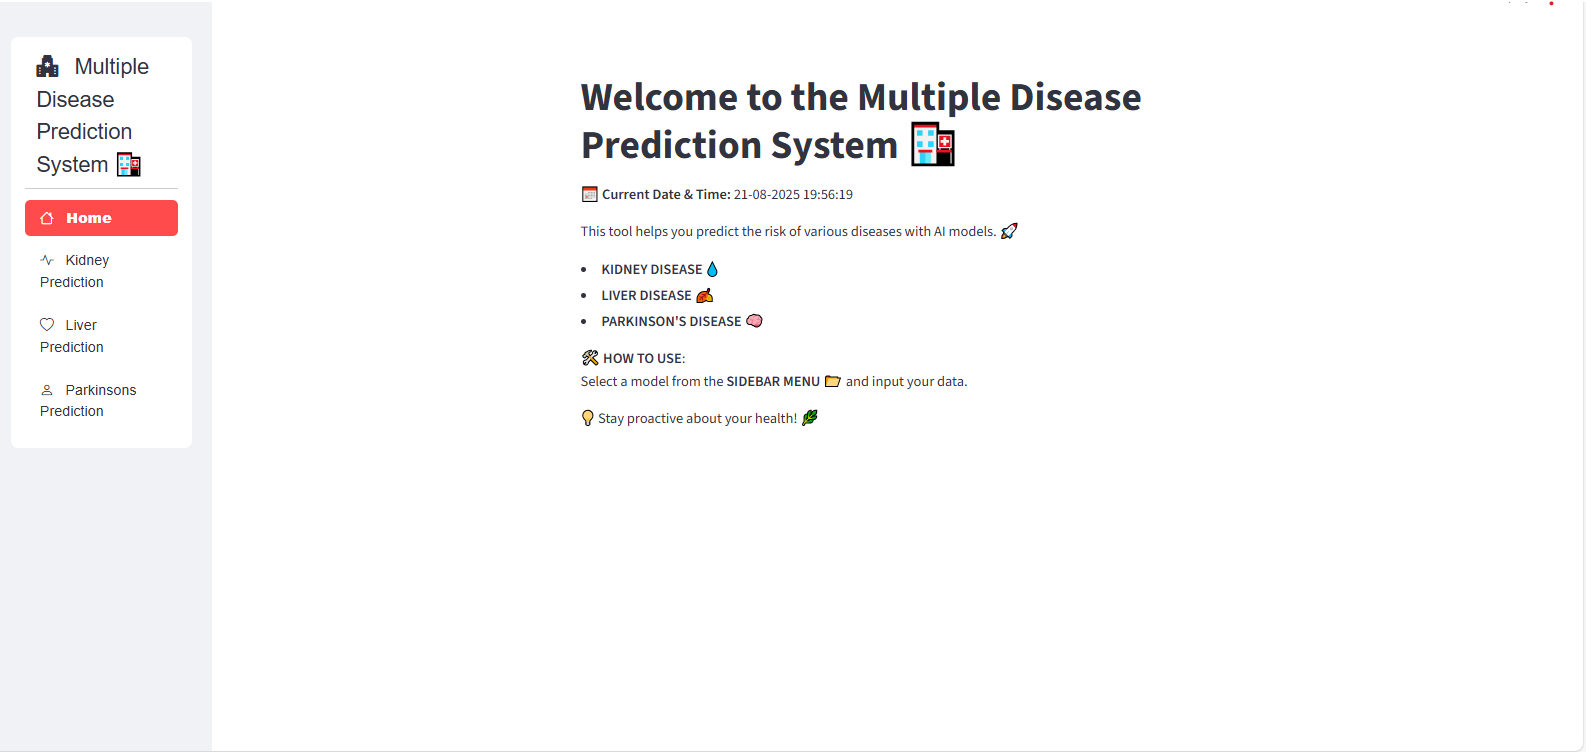 Multiple
Disease
Prediction
System
Home
Kidney
Prediction
Liver
Prediction
Parkinsons
Prediction
Welcome to the Multiple Disease
Prediction System
Current Date & Time: 21-08-2025 19:56:19
This tool helps you predict the risk of various diseases with AI models.
• KIDNEY DISEASE
• LIVER DISEASE
• PARKINSON'S DISEASE
HOW TO USE:
Select a model from the SIDEBAR MENU and input your data.
Stay proactive about your health!